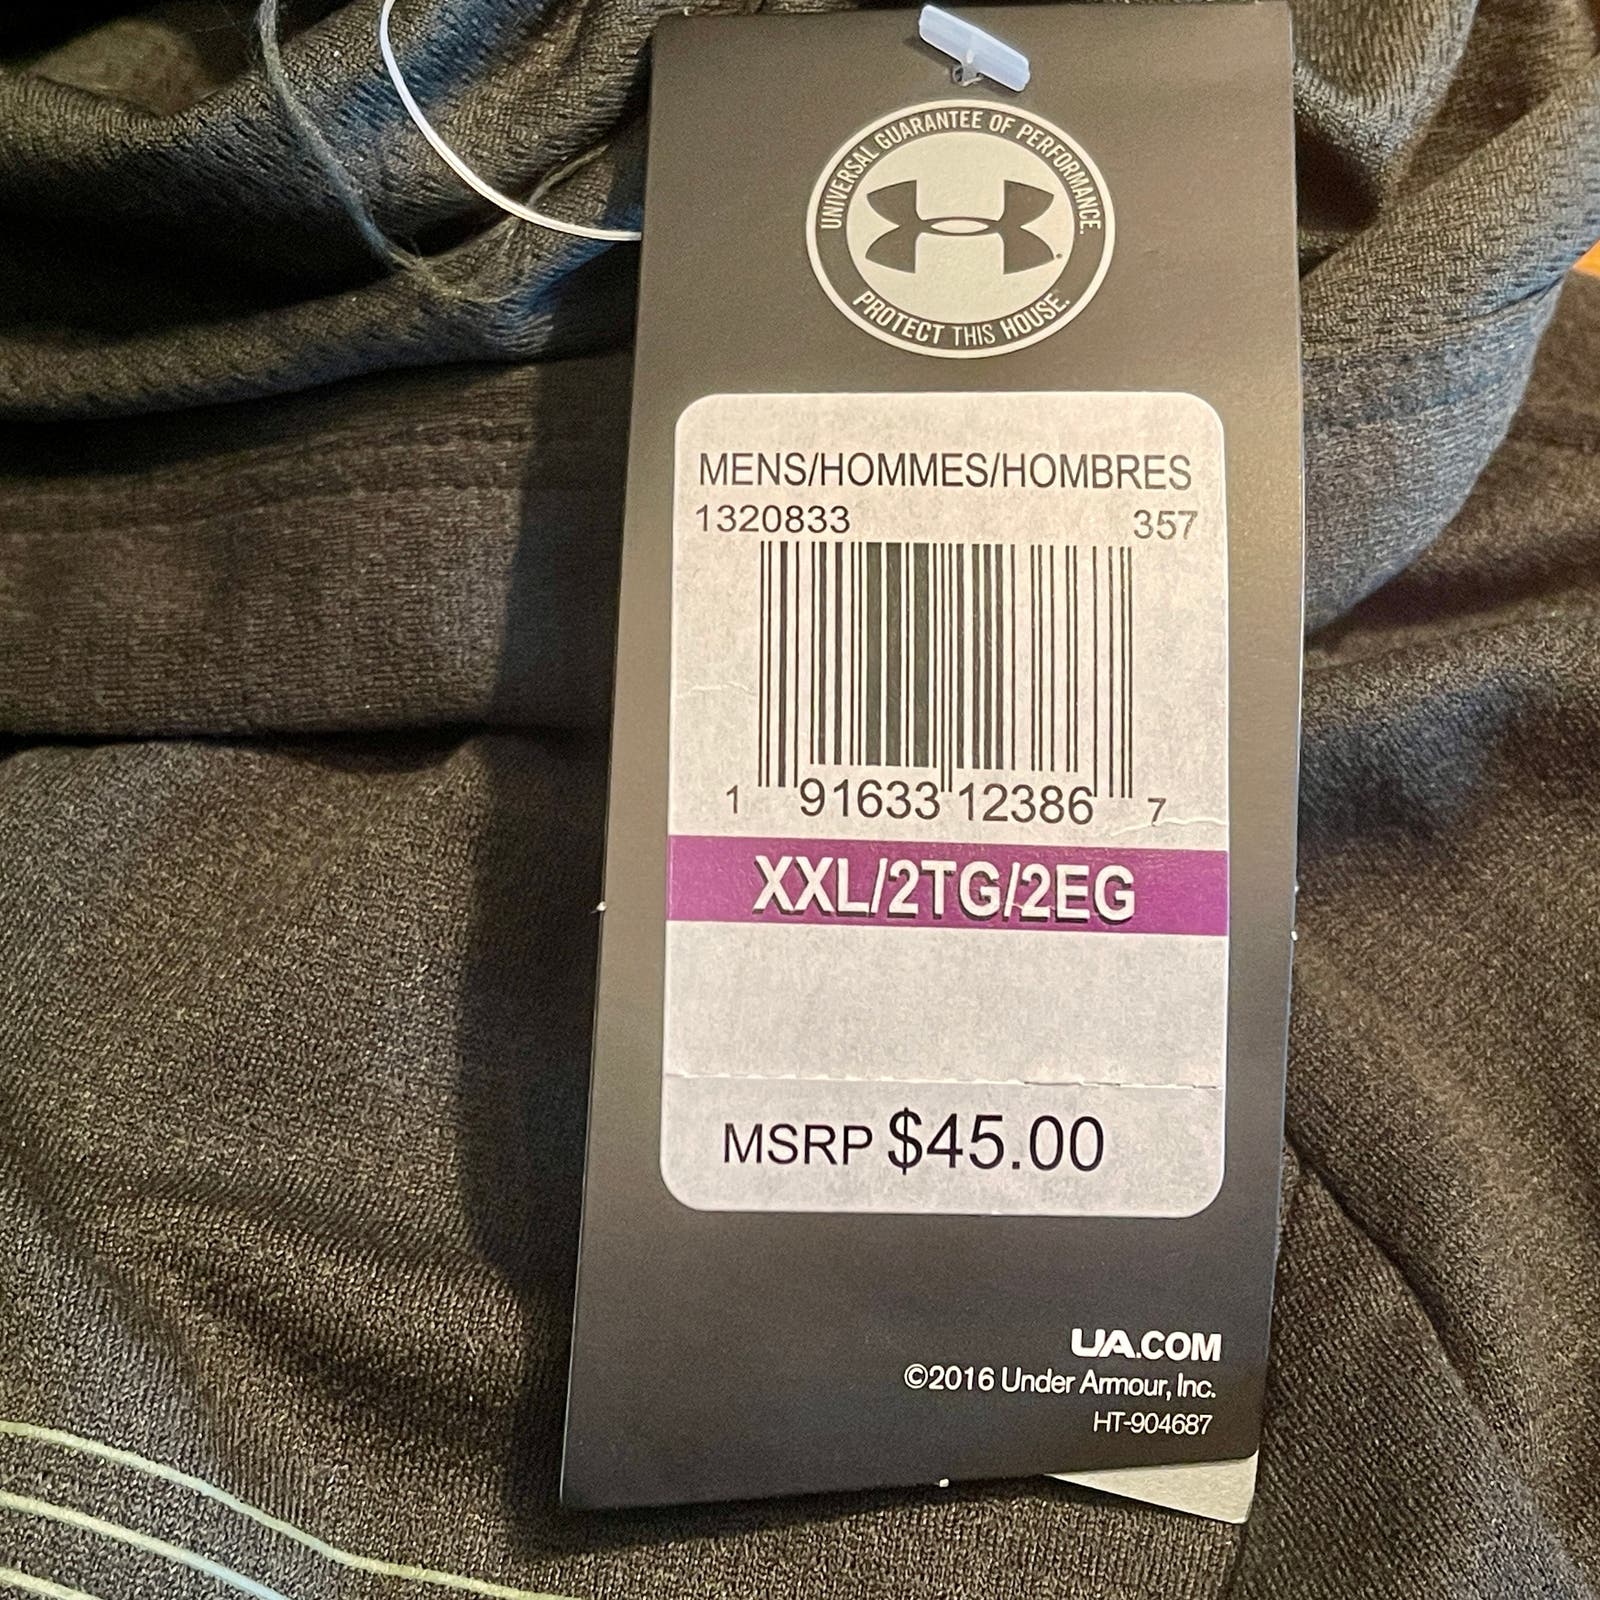 UNIVERSAL GUARANTEE OF PERFORMANCE.
PROTECT THIS HOUSE.
MENS/HOMMES/HOMBRES
1320833 357
1 91633 12386 7
XXL/2TG/2EG
MSRP $45.00
UA.COM
©2016 Under Armour, Inc.
HT-904687